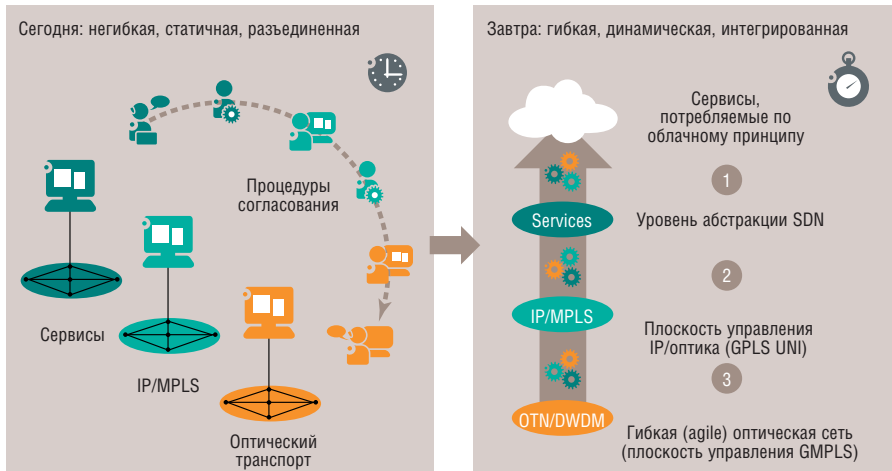 Сегодня: негибкая, статичная, разъединенная
Процедуры
согласования
Сервисы
IP/MPLS
Оптический
транспорт
Завтра: гибкая, динамическая, интегрированная
Сервисы,
потребляемые по
облачному принципу
1
Services
Уровень абстракции SDN
2
IP/MPLS
Плоскость управления
IP/оптика (GPLS UNI)
3
OTN/DWDM
Гибкая (agile) оптическая сеть
(плоскость управления GMPLS)